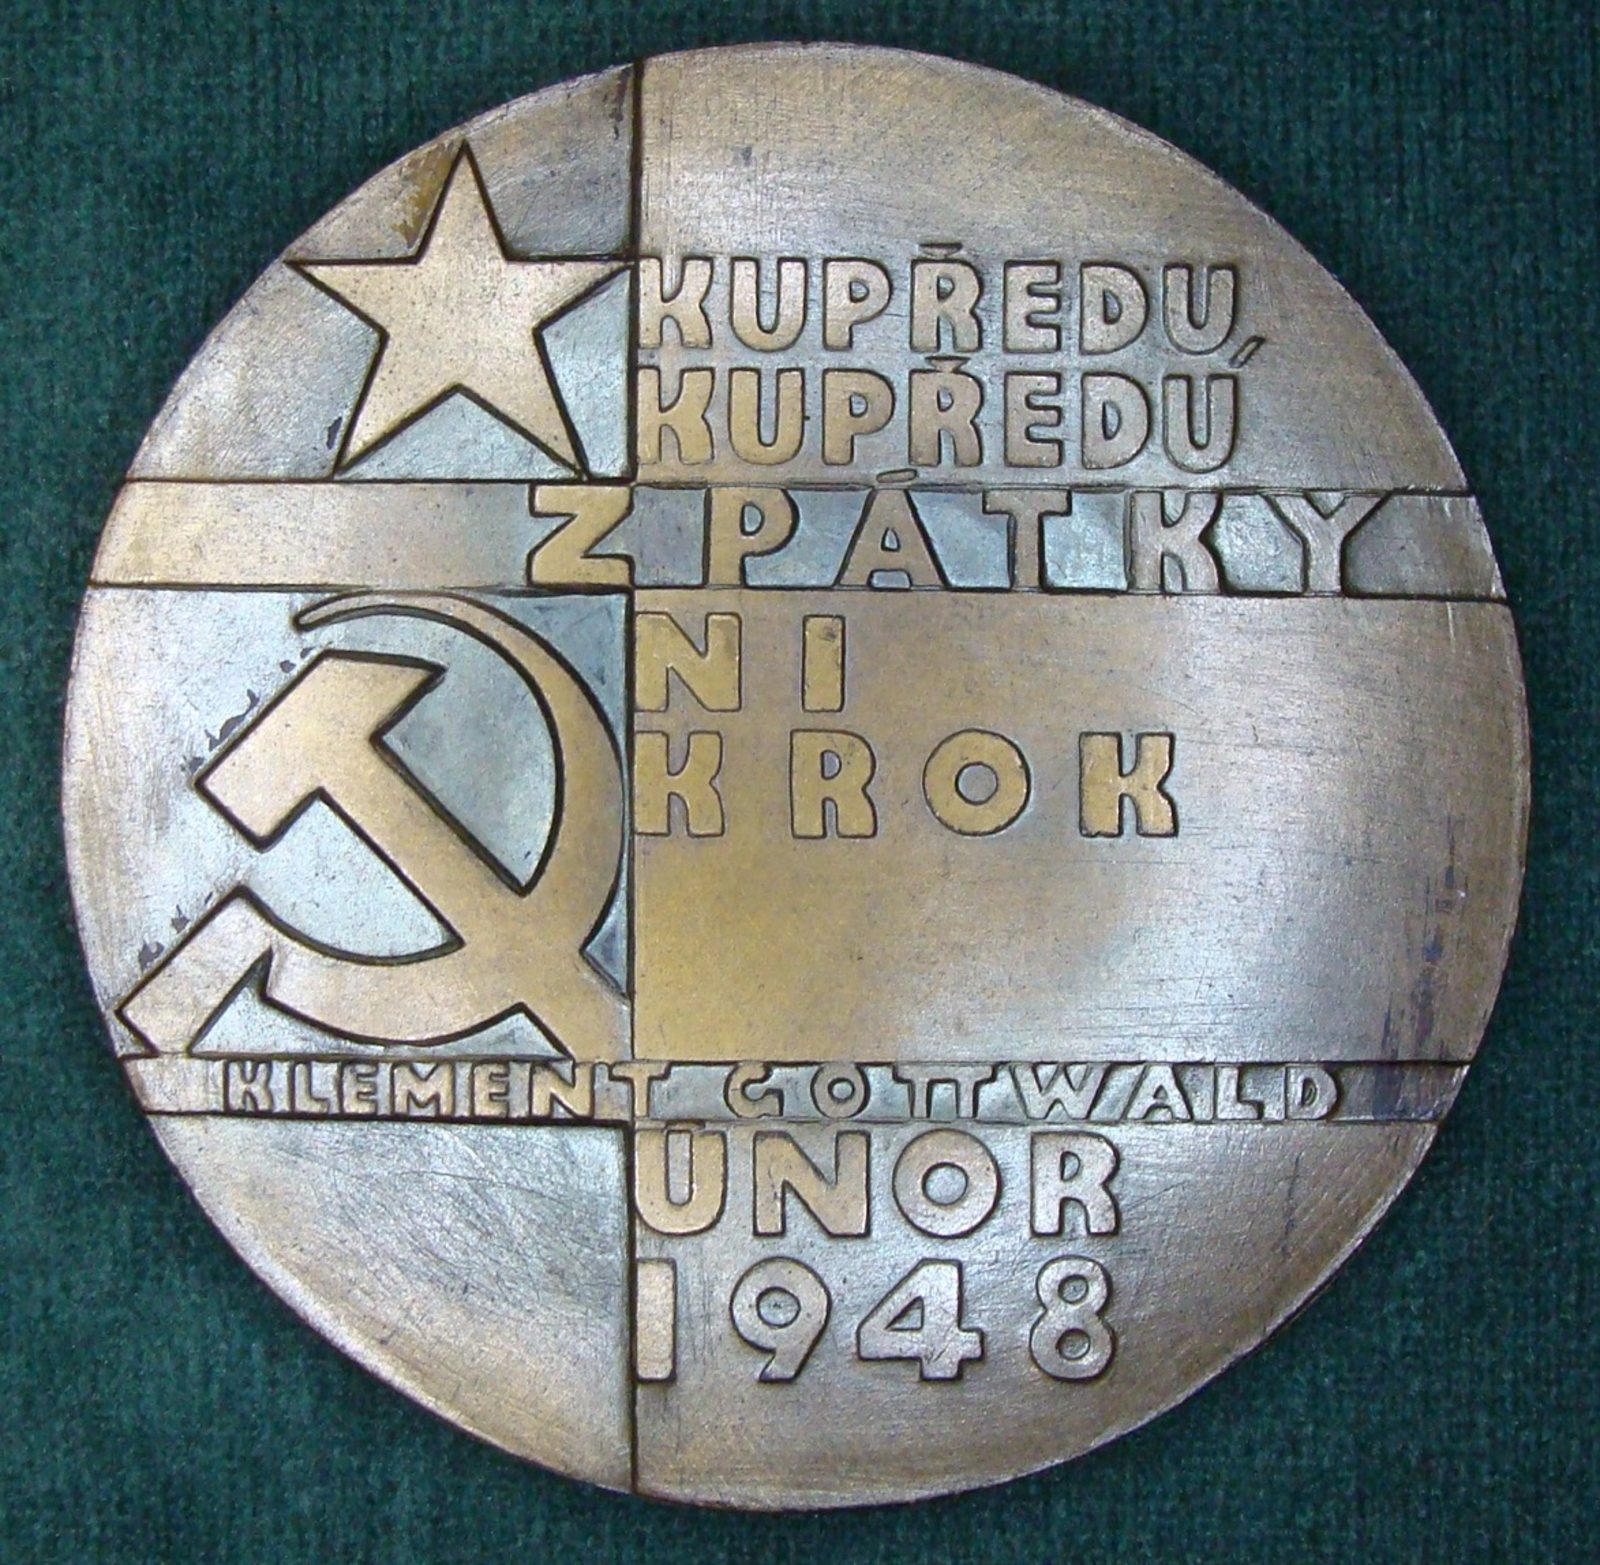 KUPŘEDU,
KUPŘEDU
ZPÁTKY
NI
KROK
KLEMENT GOTTWALD
ÚNOR
1948